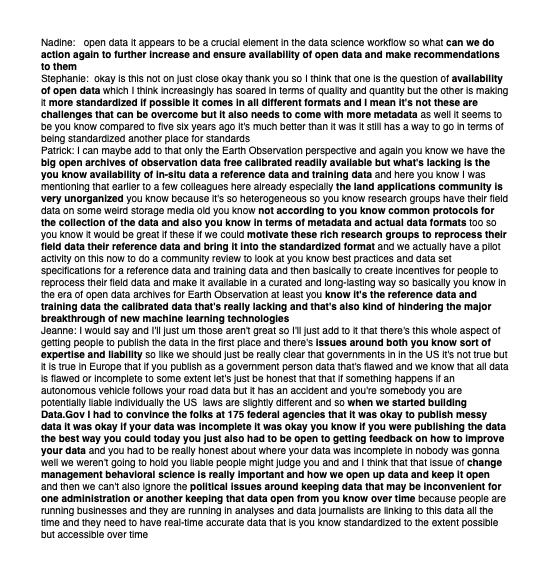 Nadine:   open data it appears to be a crucial element in the data science workflow so what can we do
action again to further increase and ensure availability of open data and make recommendations
to them
Stephanie:  okay is this not on just close okay thank you so I think that one is the question of availability
of open data which I think increasingly has soared in terms of quality and quantity but the other is making
it more standardized if possible it comes in all different formats and I mean it's not these are
challenges that can be overcome but it also needs to come with more metadata as well it seems to
be you know compared to five six years ago it's much better than it was it still has a way to go in terms of
being standardized another place for standards
Patrick: I can maybe add to that only the Earth Observation perspective and again you know we have the
big open archives of observation data free calibrated readily available but what's lacking is the
you know availability of in-situ data a reference data and training data and here you know I was
mentioning that earlier to a few colleagues here already especially the land applications community is
very unorganized you know because it's so heterogeneous so you know research groups have their field
data on some weird storage media old you know not according to you know common protocols for
the collection of the data and also you know in terms of metadata and actual data formats too so
you know it would be great if these if we could motivate these rich research groups to reprocess their
field data their reference data and bring it into the standardized format and we actually have a pilot
activity on this now to do a community review to look at you know best practices and data set
specifications for a reference data and training data and then basically to create incentives for people to
reprocess their field data and make it available in a curated and long-lasting way so basically you know in
the era of open data archives for Earth Observation at least you know it's the reference data and
training data the calibrated data that's really lacking and that's also kind of hindering the major
breakthrough of new machine learning technologies
Jeanne: I would say and I'll just um those aren't great so I'll just add to it that there's this whole aspect of
getting people to publish the data in the first place and there's issues around both you know sort of
expertise and liability so like we should just be really clear that governments in in the US it's not true but
it is true in Europe that if you publish as a government person data that's flawed and we know that all data
is flawed or incomplete to some extent let's just be honest that that if something happens if an
autonomous vehicle follows your road data but it has an accident and you're somebody you are
potentially liable individually the US  laws are slightly different and so when we started building
Data.Gov I had to convince the folks at 175 federal agencies that it was okay to publish messy
data it was okay if your data was incomplete it was okay you know if you were publishing the data
the best way you could today you just also had to be open to getting feedback on how to improve
your data and you had to be really honest about where your data was incomplete in nobody was gonna
well we weren't going to hold you liable people might judge you and and I think that that issue of change
management behavioral science is really important and how we open up data and keep it open
and then we can't also ignore the political issues around keeping data that may be inconvenient for
one administration or another keeping that data open from you know over time because people are
running businesses and they are running in analyses and data journalists are linking to this data all the
time and they need to have real-time accurate data that is you know standardized to the extent possible
but accessible over time